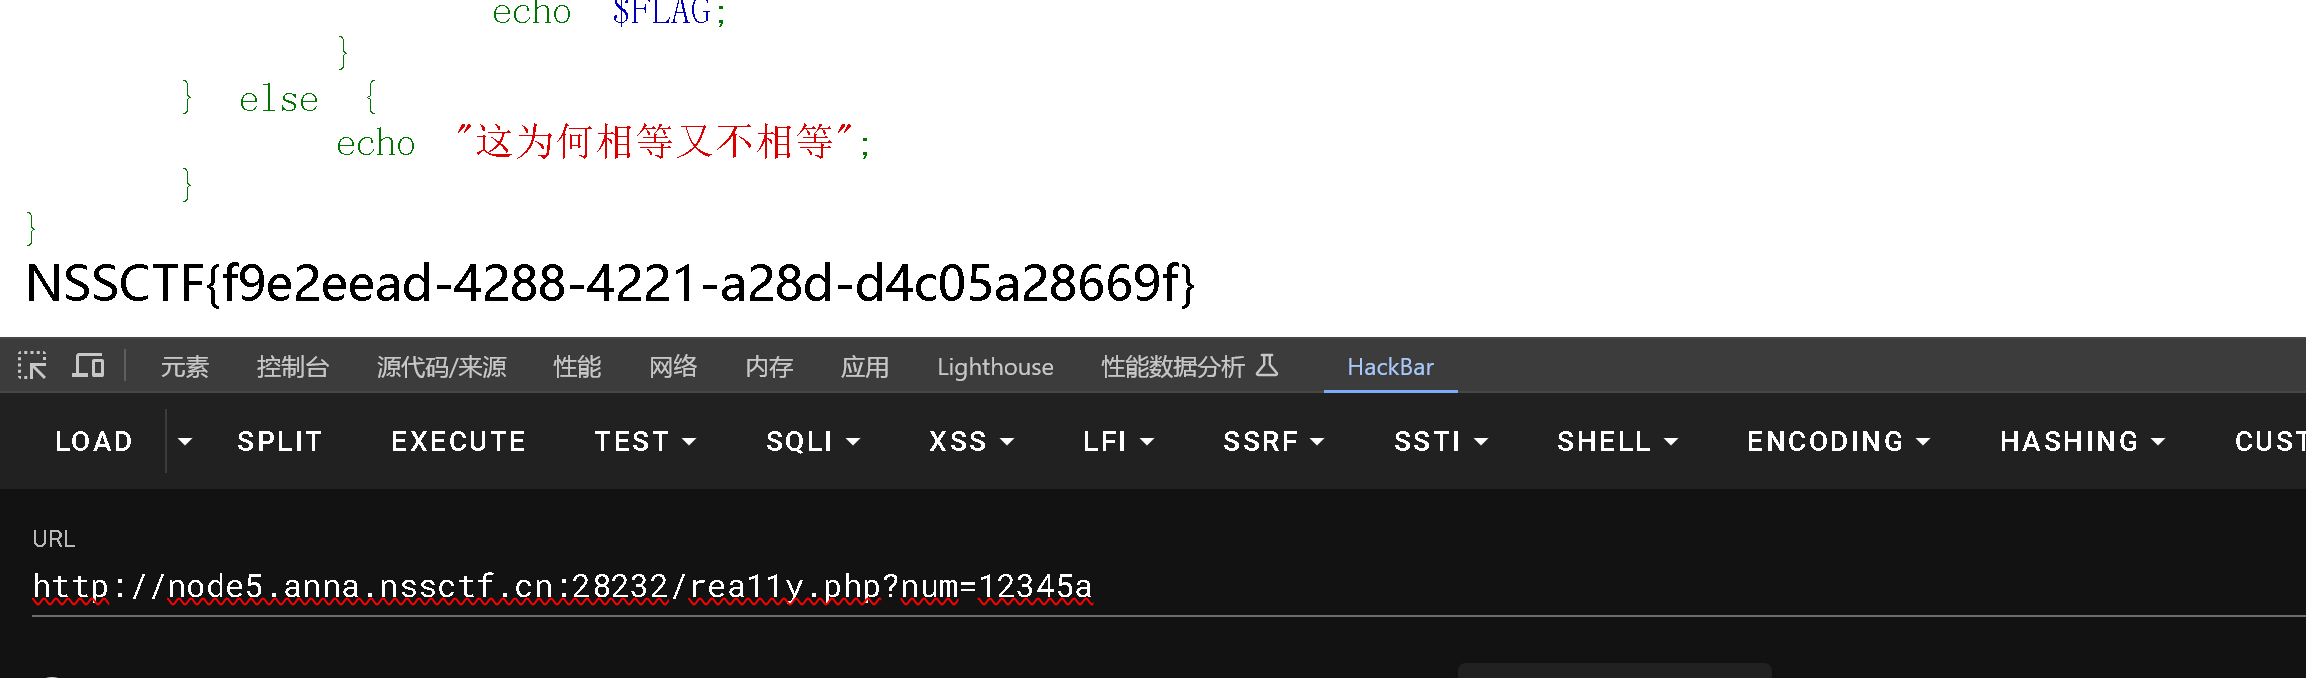 echo $FLAG;
}
} else {
echo "这为何相等又不相等";
}
}
NSSCTF{f9e2eead-4288-4221-a28d-d4c05a28669f}
元素 控制台 源代码/来源 性能 网络 内存 应用 Lighthouse 性能数据分析 HackBar
LOAD SPLIT EXECUTE TEST SQLI XSS LFI SSRF SSTI SHELL ENCODING HASHING CUST
URL
http://node5.anna.nssctf.cn:28232/rea11y.php?num=12345a